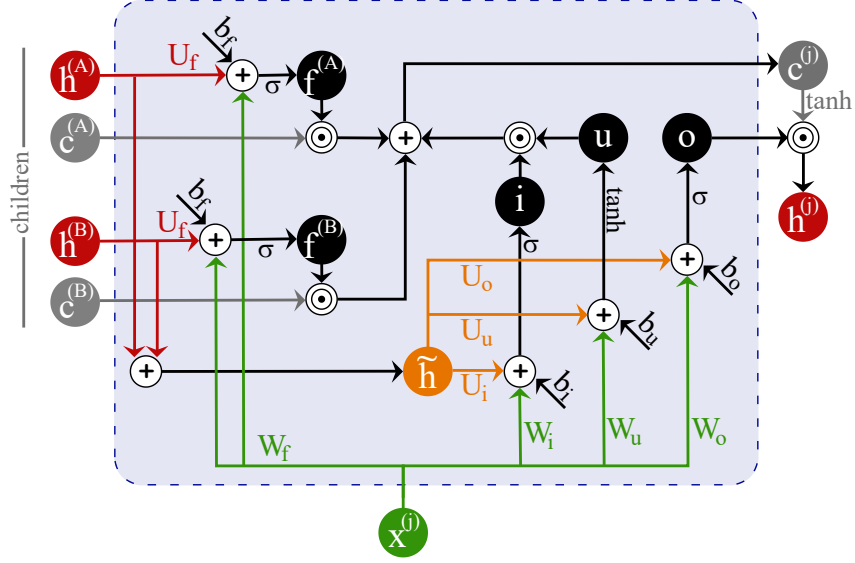 b_f
h^(A)
U_f
+
σ
f^(A)
c^(j)
tanh
c^(A)
+
u
o
children
b_f
i
h^(B)
U_f
+
σ
f^(B)
σ
tanh
σ
h^(j)
U_o
+
b_o
c^(B)
U_u
+
b_u
+
h̃
U_i
+
b_i
W_f
W_i
W_u
W_o
x^(j)